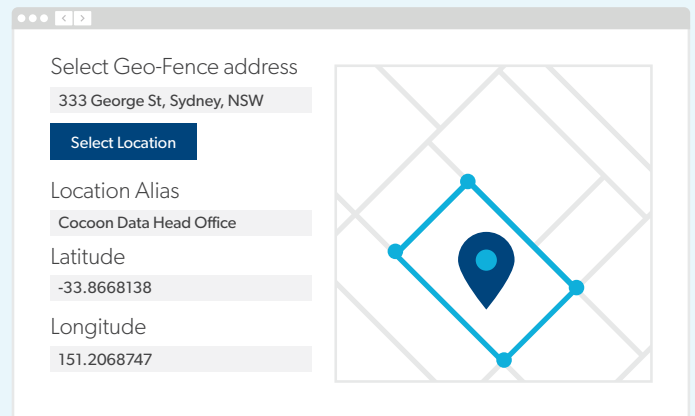 Select Geo-Fence address
333 George St, Sydney, NSW
Select Location
Location Alias
Cocoon Data Head Office
Latitude
-33.8668138
Longitude
151.2068747